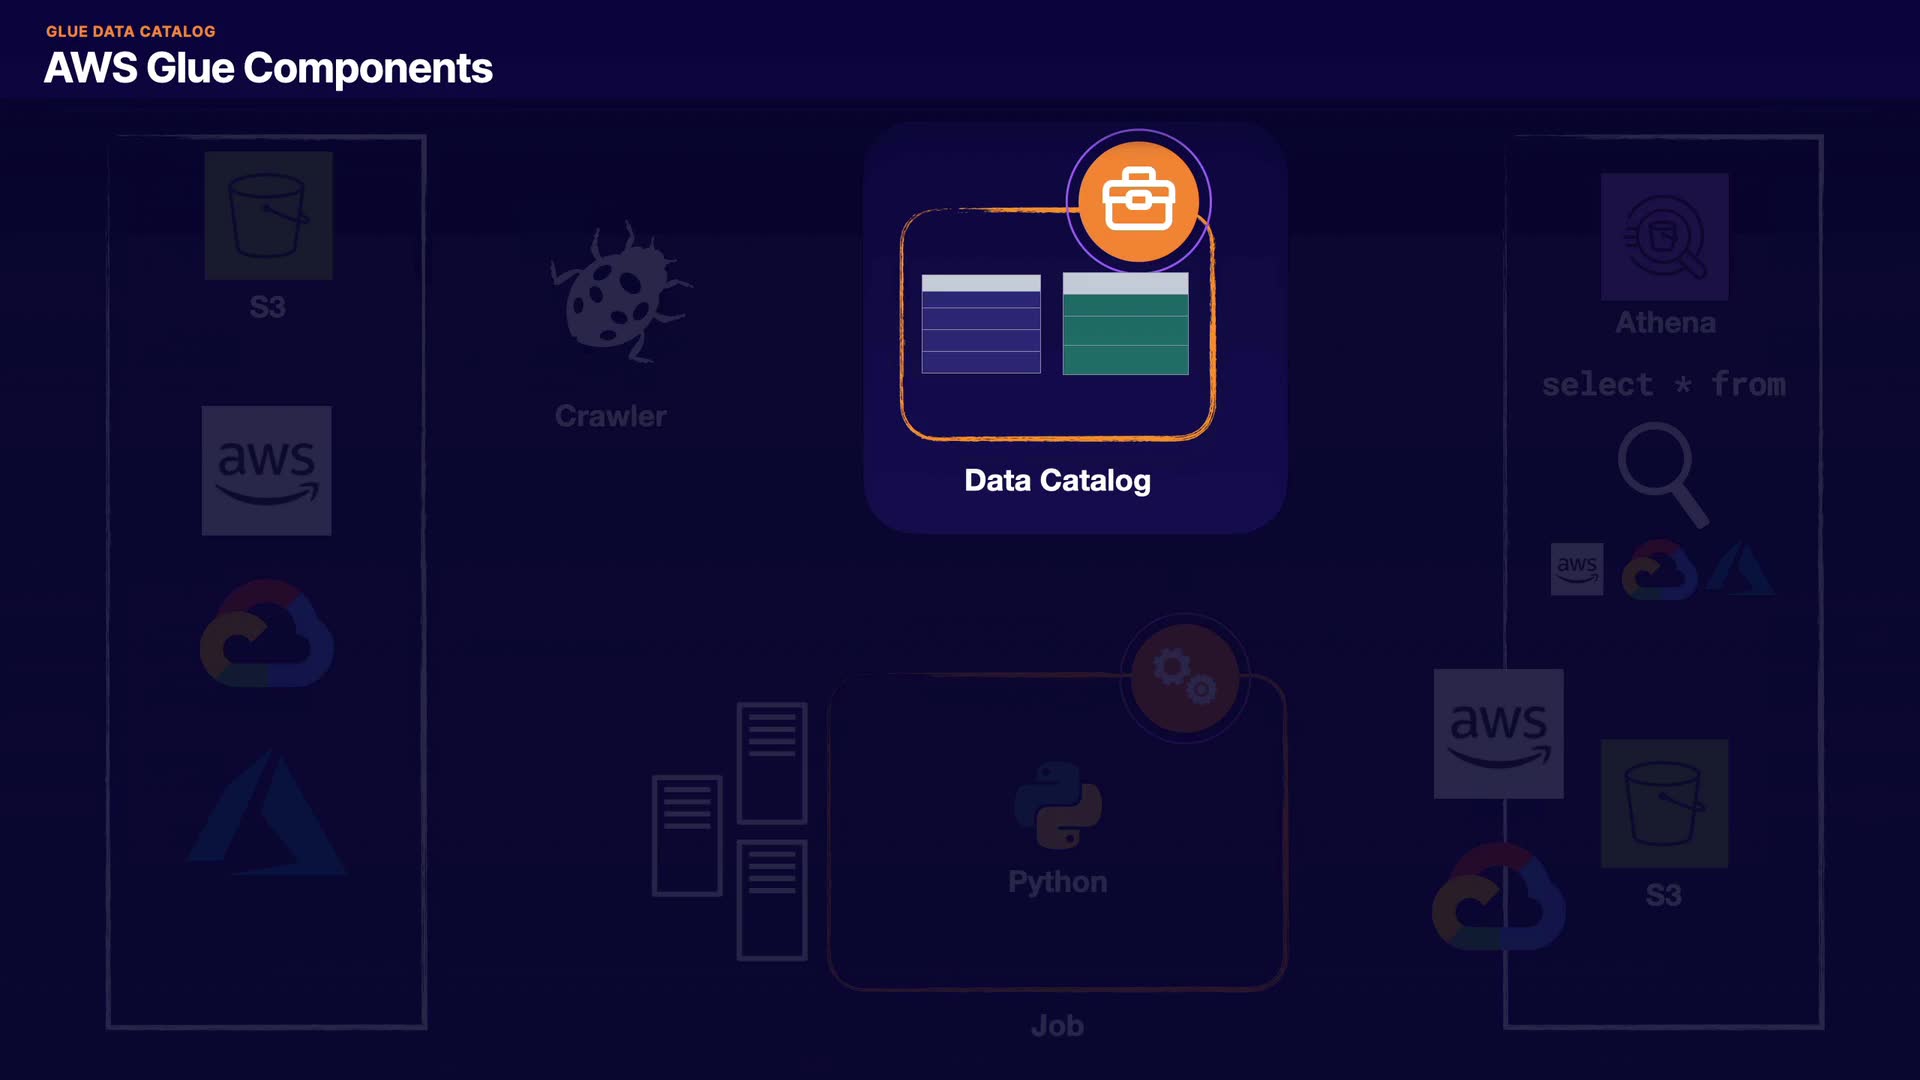 GLUE DATA CATALOG
AWS Glue Components
S3
aws
Crawler
Data Catalog
Athena
select * from
aws
aws
S3
Python
Job